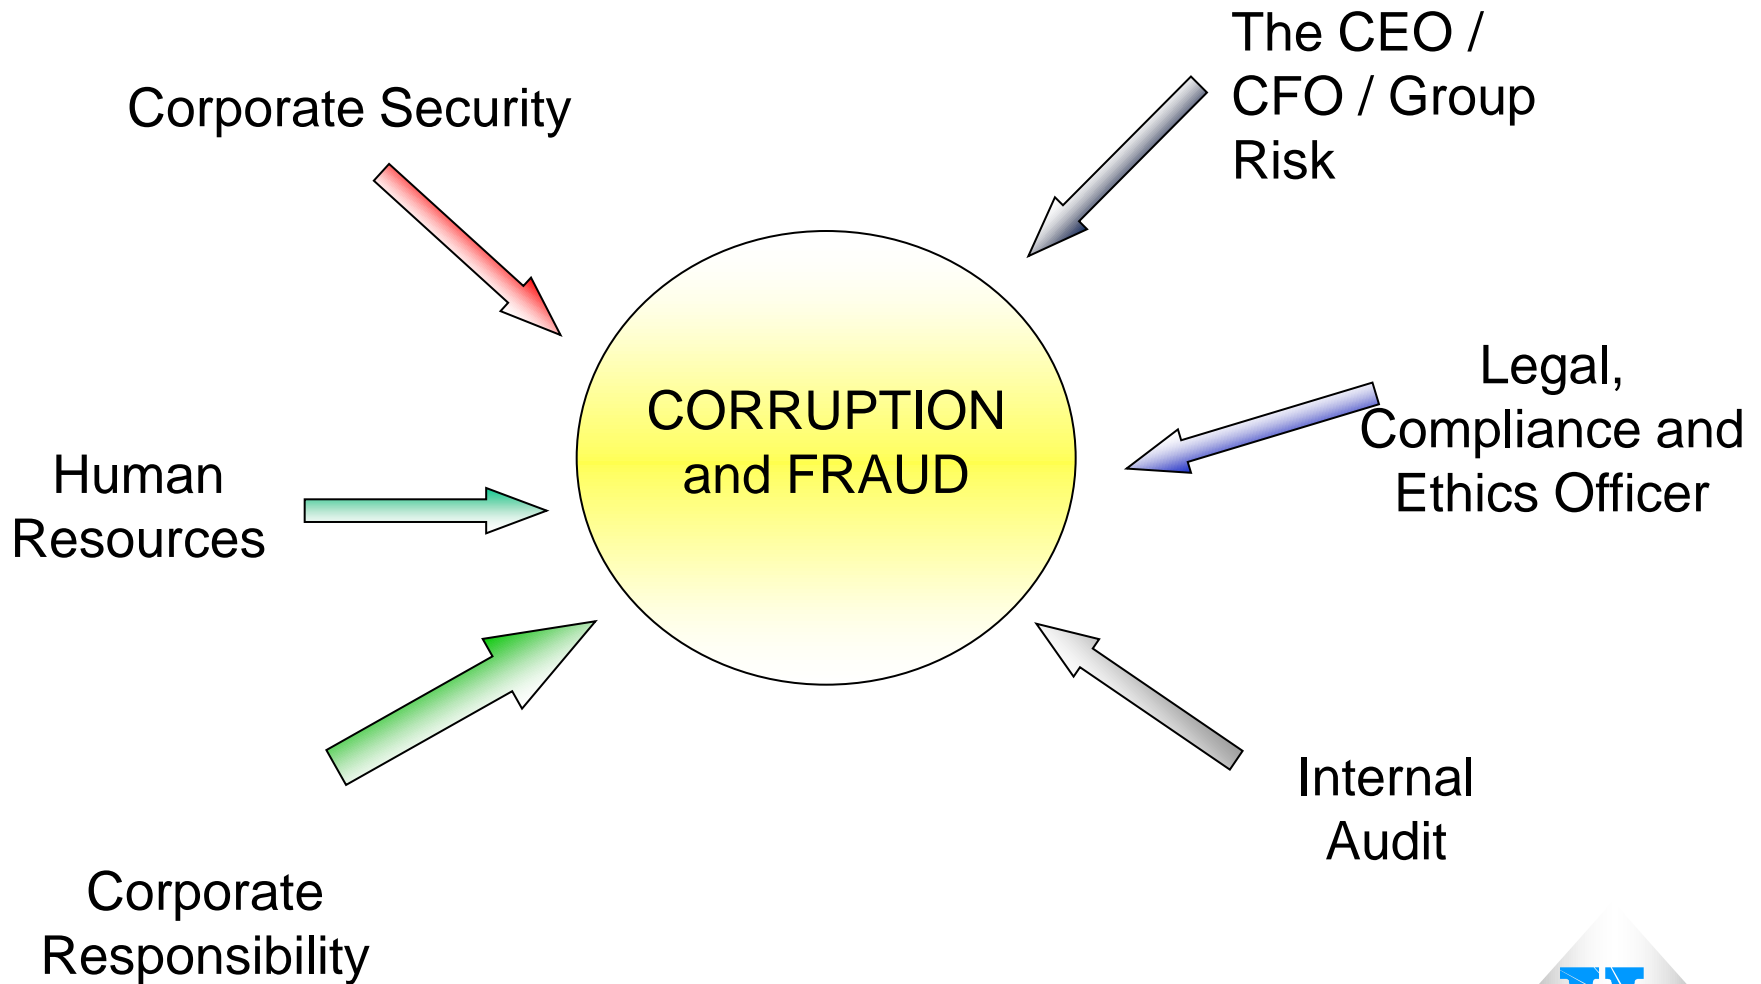 The CEO /
CFO / Group
Risk
Corporate Security
Legal,
Compliance and
Ethics Officer
CORRUPTION
and FRAUD
Human
Resources
Internal
Audit
Corporate
Responsibility